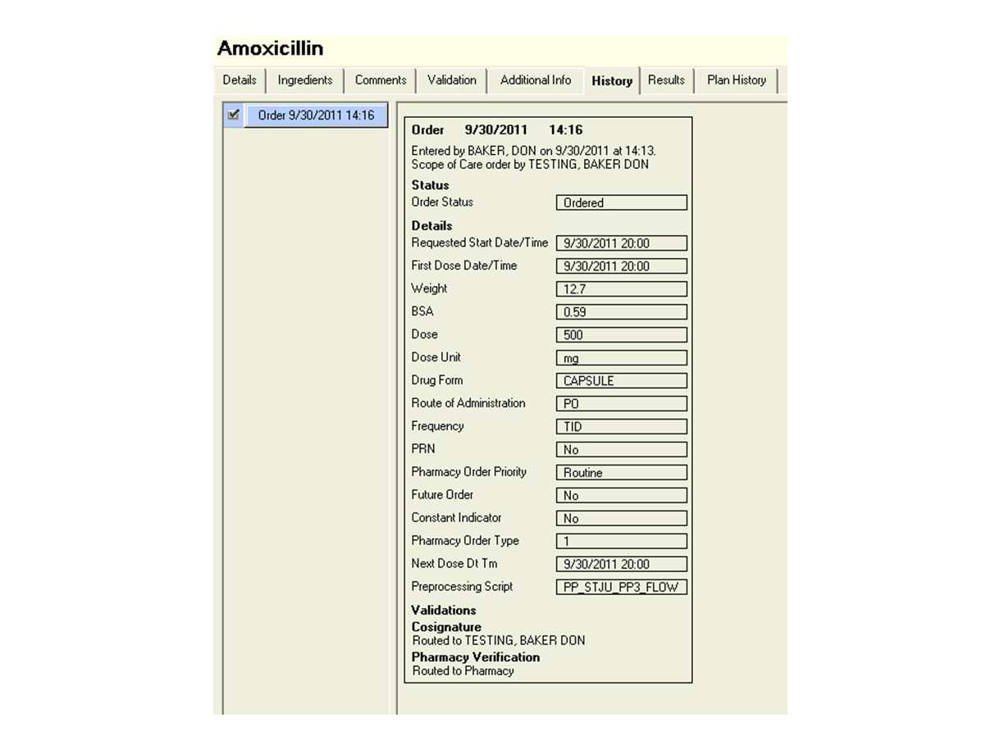 Amoxicillin
Details Ingredients Comments Validation Additional Info History Results Plan History
Order 9/30/2011 14:16
Order 9/30/2011 14:16
Entered by BAKER, DON on 9/30/2011 at 14:13.
Scope of Care order by TESTING, BAKER DON
Status
Order Status Ordered
Details
Requested Start Date/Time 9/30/2011 20:00
First Dose Date/Time 9/30/2011 20:00
Weight 12.7
BSA 0.59
Dose 500
Dose Unit mg
Drug Form CAPSULE
Route of Administration PO
Frequency TID
PRN No
Pharmacy Order Priority Routine
Future Order No
Constant Indicator No
Pharmacy Order Type 1
Next Dose Dt Tm 9/30/2011 20:00
Preprocessing Script PP_STJU_PP3_FLOW
Validations
Cosignature
Routed to TESTING, BAKER DON
Pharmacy Verification
Routed to Pharmacy